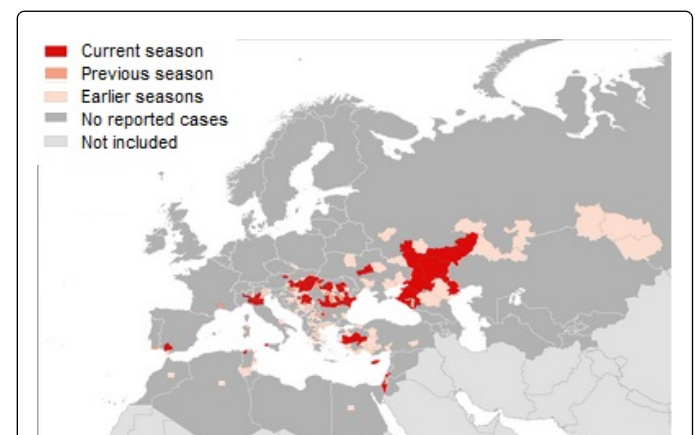 Current season
Previous season
Earlier seasons
No reported cases
Not included